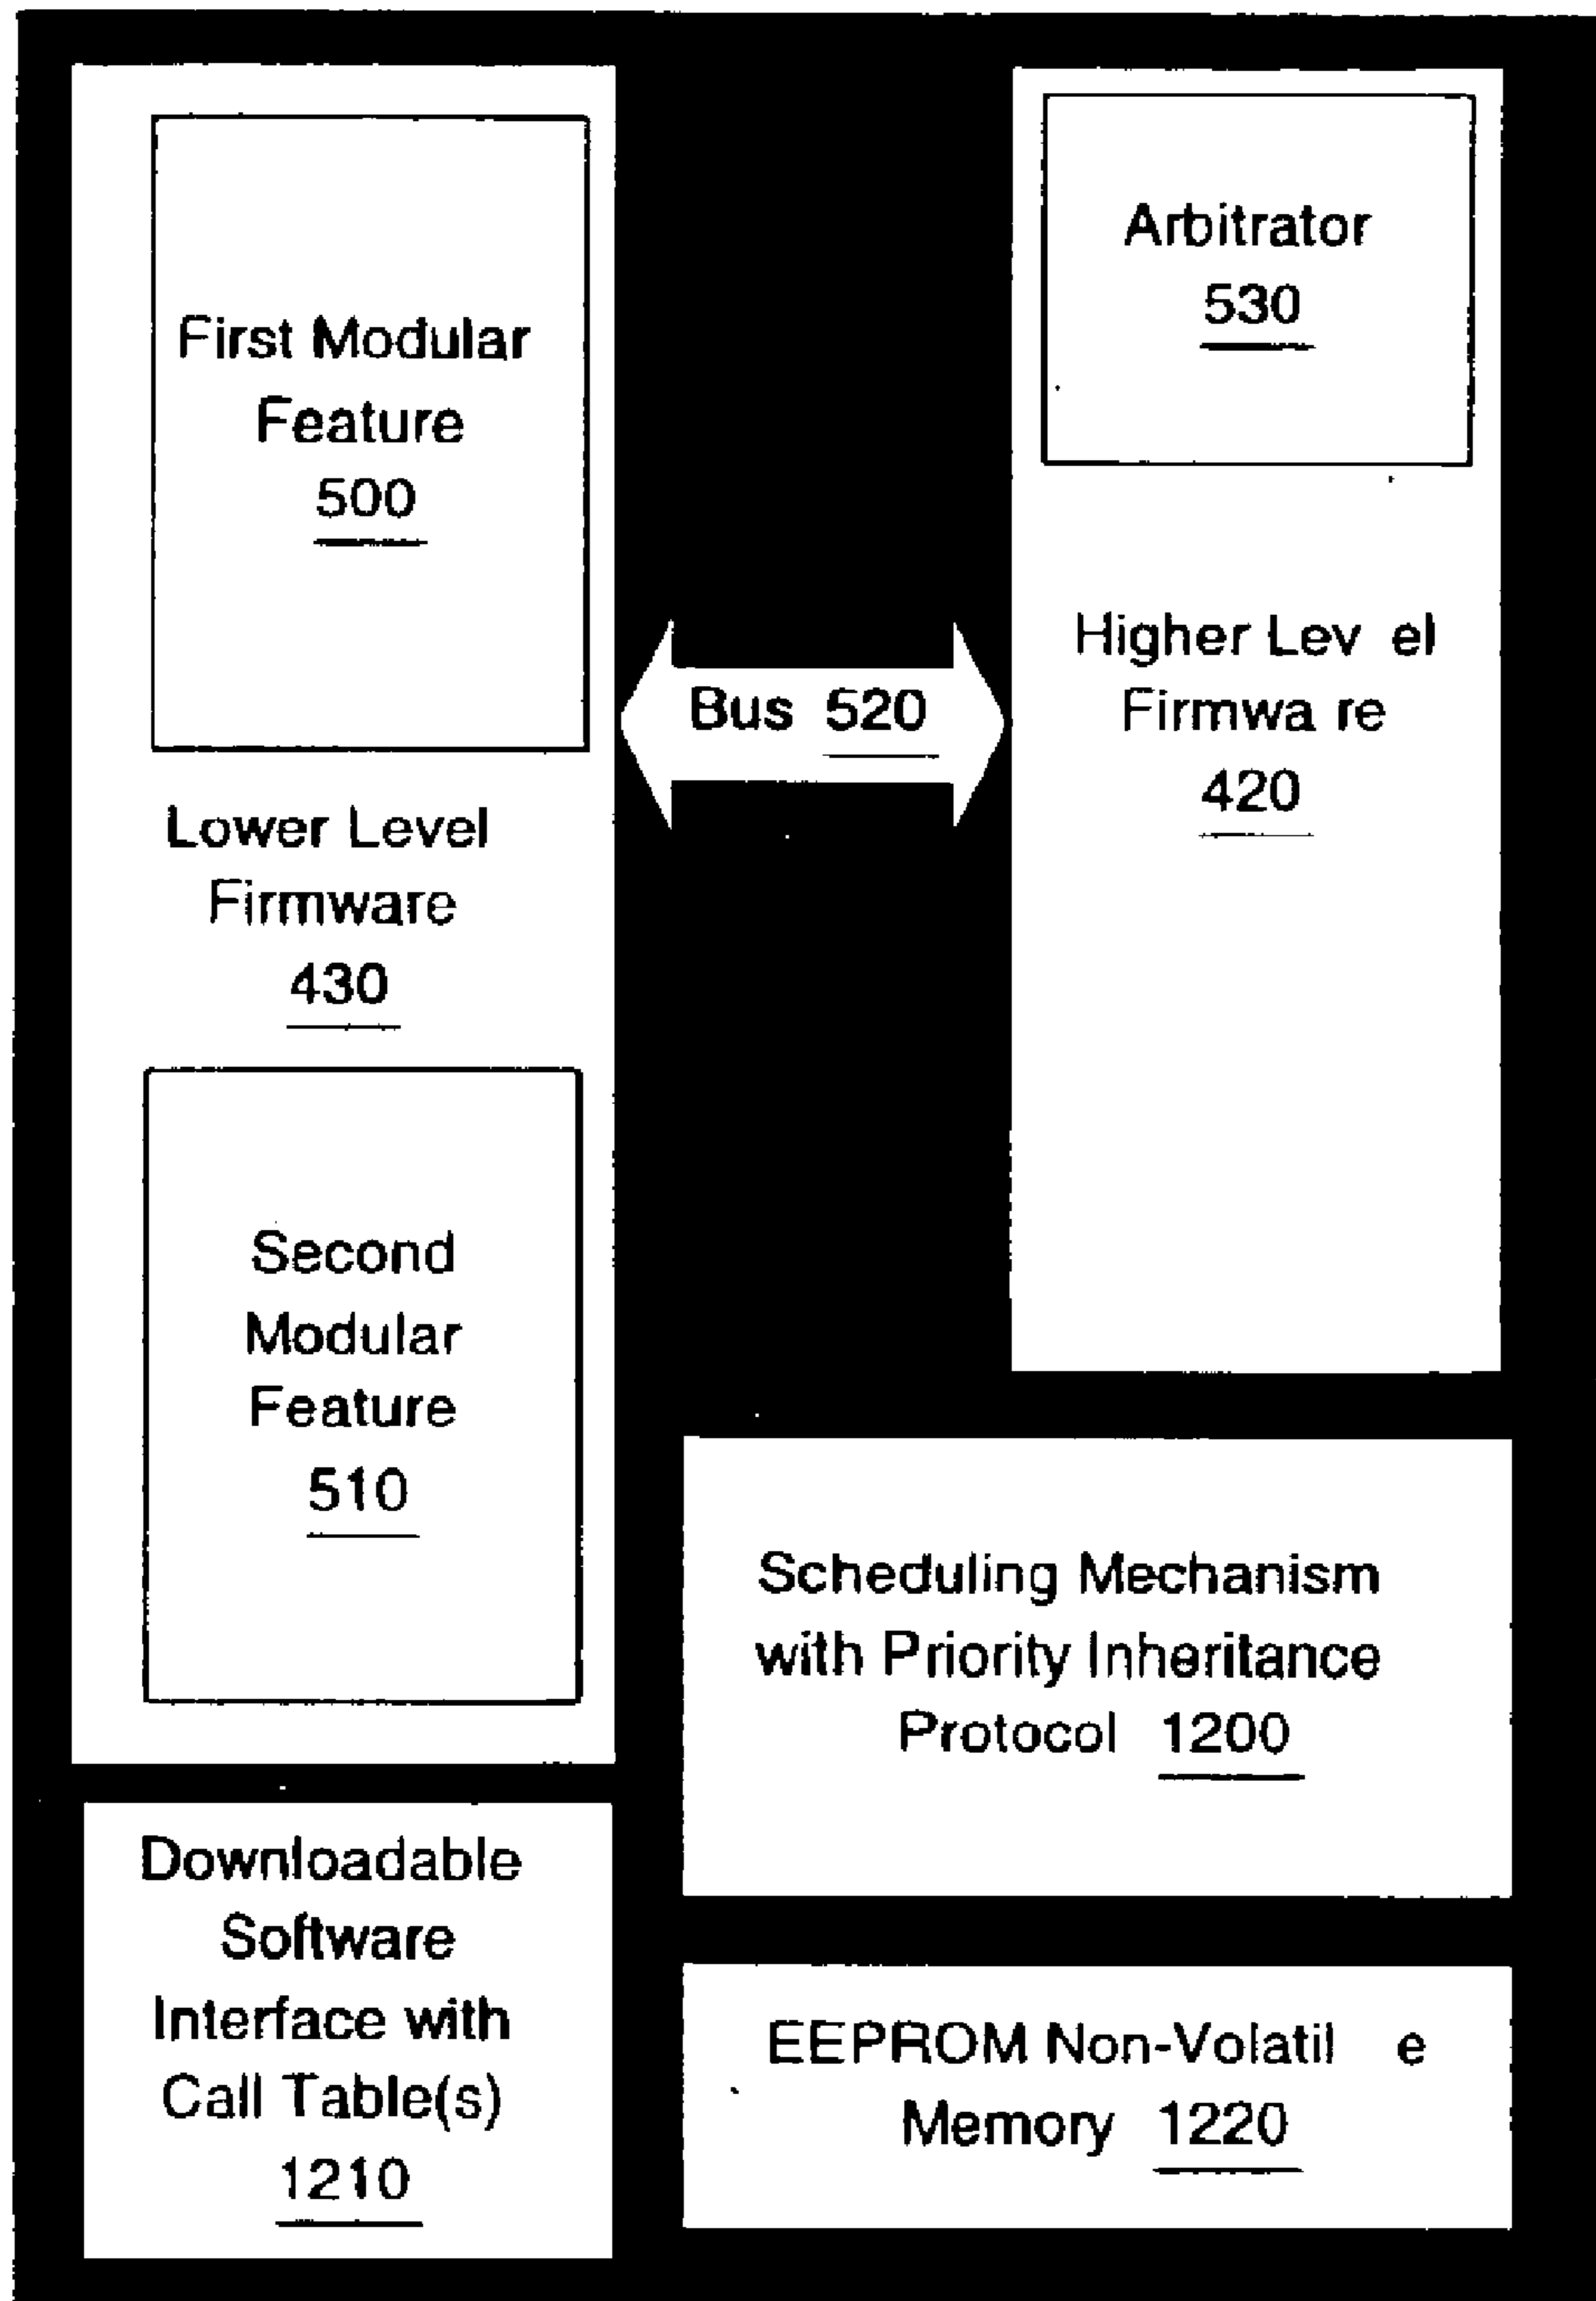 First Modular
Feature
500
Lower Level
Firmware
430
Second
Modular
Feature
510
Bus 520
Arbitrator
530
Higher Lev el
Firmwa re
420
Scheduling Mechanism
with Priority Inheritance
Protocol 1200
Downloadable
Software
Interface with
Call Table(s)
1210
EEPROM Non-Volatil e
Memory 1220